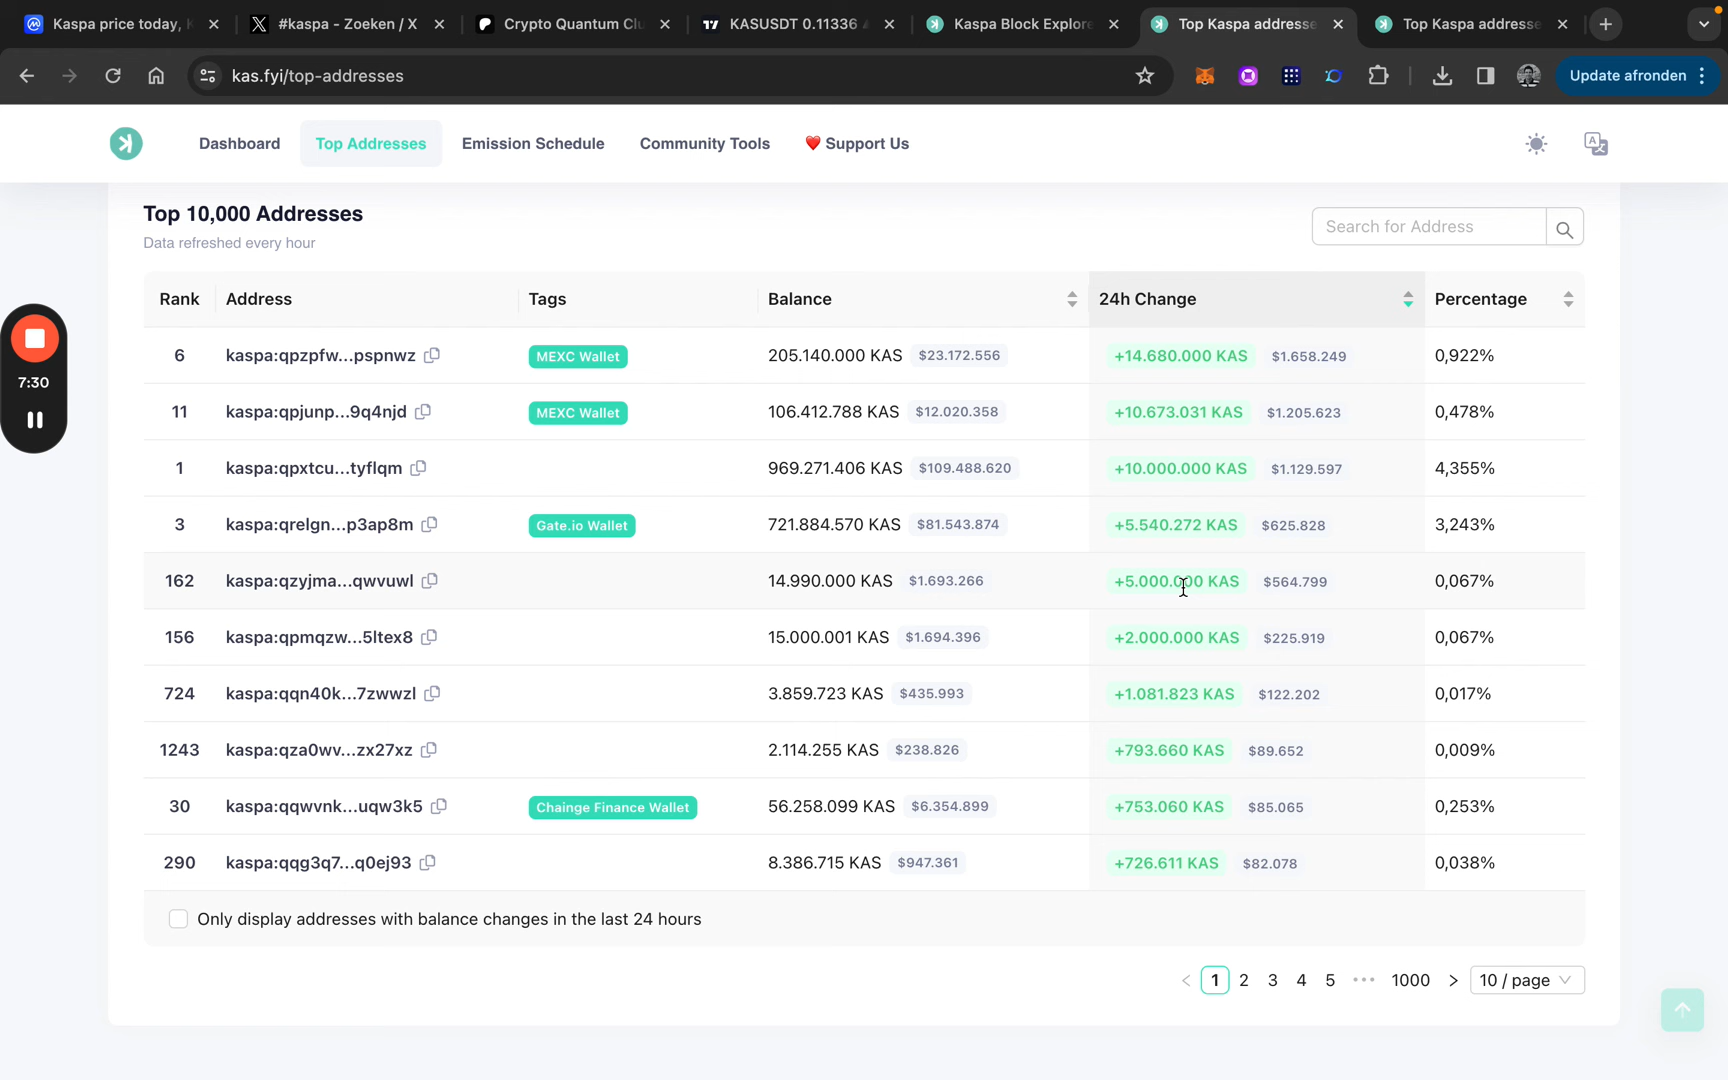 Kaspa price today, K
#kaspa - Zoeken / X
Crypto Quantum Clu
KASUSDT 0.11336
Kaspa Block Explore
Top Kaspa addresse
Top Kaspa addresse
kas.fyi/top-addresses
Update afronden
Dashboard
Top Addresses
Emission Schedule
Community Tools
❤️ Support Us
Top 10,000 Addresses
Data refreshed every hour
Search for Address
Rank Address Tags Balance 24h Change Percentage
6 kaspa:qpzpfw...pspnwz MEXC Wallet 205.140.000 KAS $23.172.556 +14.680.000 KAS $1.658.249 0,922%
11 kaspa:qpjunp...9q4njd MEXC Wallet 106.412.788 KAS $12.020.358 +10.673.031 KAS $1.205.623 0,478%
1 kaspa:qpxtcu...tyflqm 969.271.406 KAS $109.488.620 +10.000.000 KAS $1.129.597 4,355%
3 kaspa:qrelgn...p3ap8m Gate.io Wallet 721.884.570 KAS $81.543.874 +5.540.272 KAS $625.828 3,243%
162 kaspa:qzyjma...qwvuwl 14.990.000 KAS $1.693.266 +5.000.000 KAS $564.799 0,067%
156 kaspa:qpmqzw...5ltex8 15.000.001 KAS $1.694.396 +2.000.000 KAS $225.919 0,067%
724 kaspa:qqn40k...7zwwzl 3.859.723 KAS $435.993 +1.081.823 KAS $122.202 0,017%
1243 kaspa:qza0wv...zx27xz 2.114.255 KAS $238.826 +793.660 KAS $89.652 0,009%
30 kaspa:qqwvnk...uqw3k5 Chainge Finance Wallet 56.258.099 KAS $6.354.899 +753.060 KAS $85.065 0,253%
290 kaspa:qqg3q7...q0ej93 8.386.715 KAS $947.361 +726.611 KAS $82.078 0,038%
Only display addresses with balance changes in the last 24 hours
< 1 2 3 4 5 ••• 1000 > 10 / page
7:30